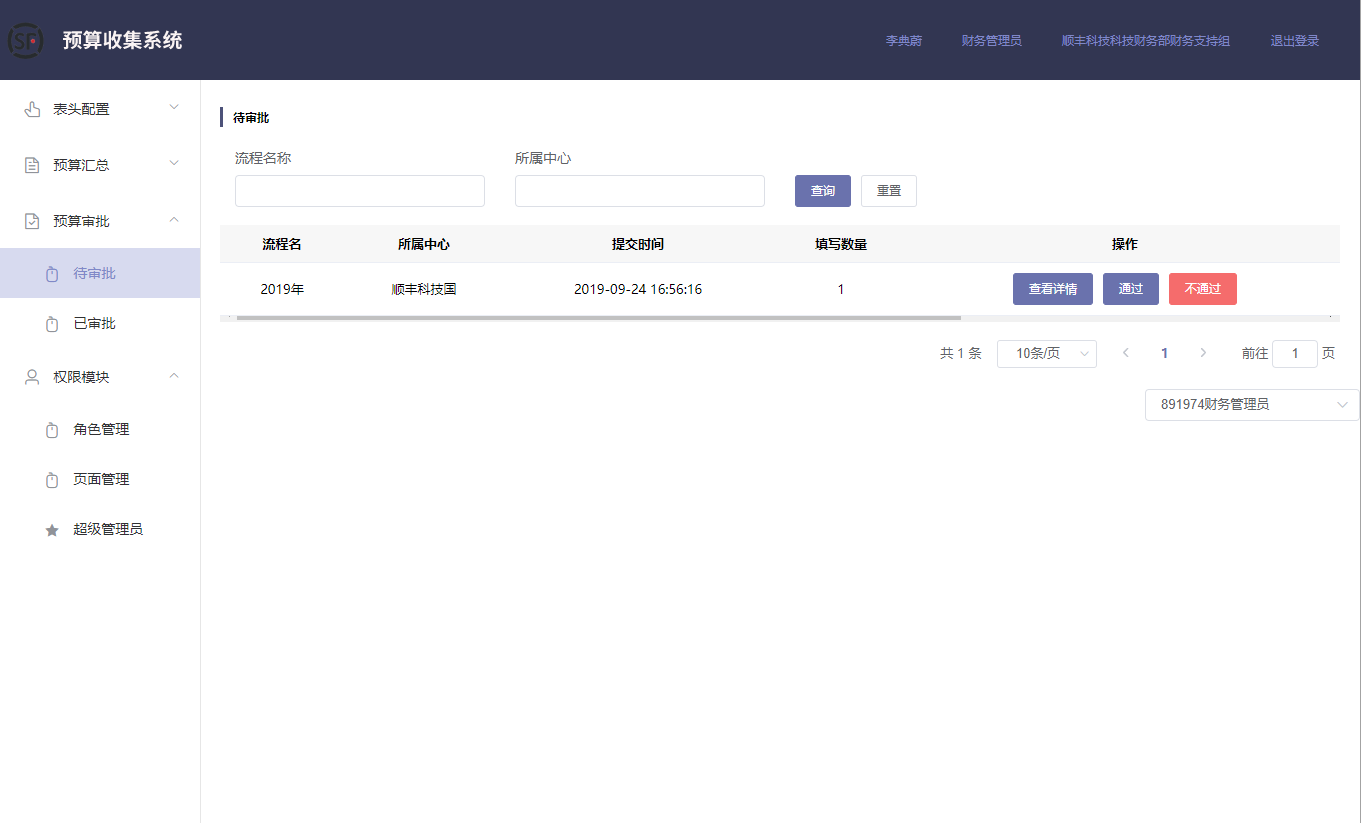 SF 预算收集系统 李典蔚 财务管理员 顺丰科技科技财务部财务支持组 退出登录
表头配置
预算汇总
预算审批
待审批
已审批
权限模块
角色管理
页面管理
超级管理员
待审批
流程名称 所属中心
查询 重置
流程名 所属中心 提交时间 填写数量 操作
2019年 顺丰科技国 2019-09-24 16:56:16 1 查看详情 通过 不通过
共 1 条 10条/页 1 前往 1 页
891974财务管理员